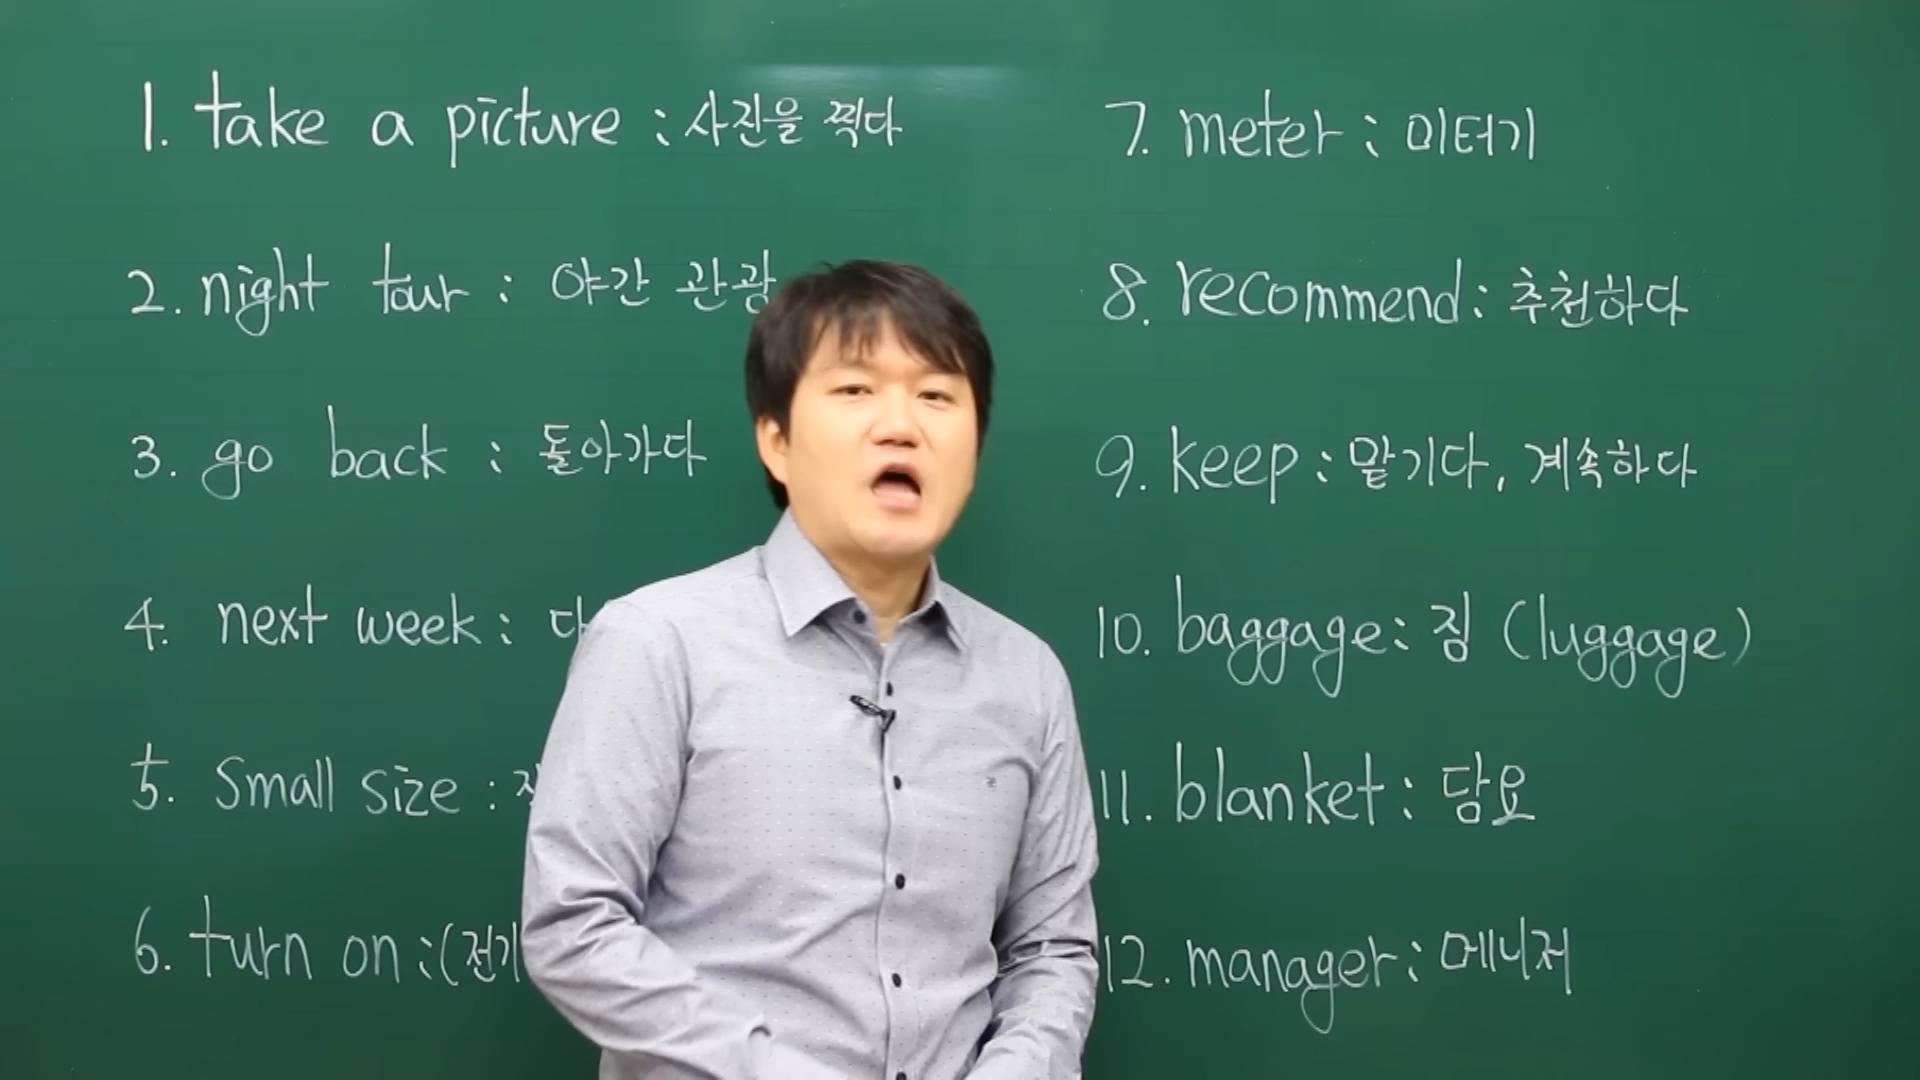 1. take a picture : 사진을 찍다
2. night tour : 야간 관광
3. go back : 돌아가다
4. next week :
5. small size :
6. turn on : (전기
7. meter : 미터기
8. recommend : 추천하다
9. keep : 맡기다, 계속하다
10. baggage : 짐 (luggage)
11. blanket : 담요
12. manager : 메니저